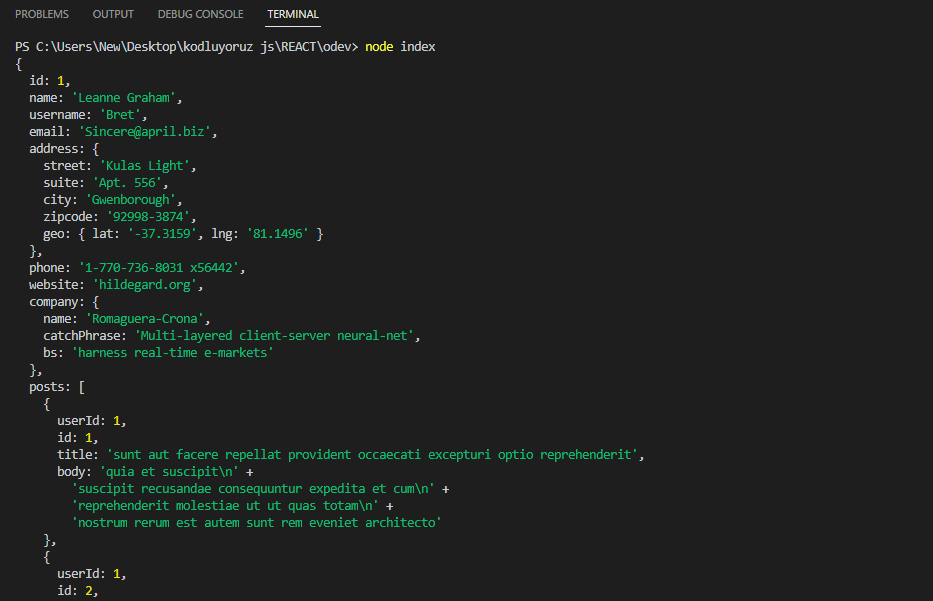 PROBLEMS OUTPUT DEBUG CONSOLE TERMINAL
PS C:\Users\New\Desktop\kodluyoruz js\REACT\odev> node index
{
  id: 1,
  name: 'Leanne Graham',
  username: 'Bret',
  email: 'Sincere@april.biz',
  address: {
    street: 'Kulas Light',
    suite: 'Apt. 556',
    city: 'Gwenborough',
    zipcode: '92998-3874',
    geo: { lat: '-37.3159', lng: '81.1496' }
  },
  phone: '1-770-736-8031 x56442',
  website: 'hildegard.org',
  company: {
    name: 'Romaguera-Crona',
    catchPhrase: 'Multi-layered client-server neural-net',
    bs: 'harness real-time e-markets'
  },
  posts: [
    {
      userId: 1,
      id: 1,
      title: 'sunt aut facere repellat provident occaecati excepturi optio reprehenderit',
      body: 'quia et suscipit\n' +
        'suscipit recusandae consequuntur expedita et cum\n' +
        'reprehenderit molestiae ut ut quas totam\n' +
        'nostrum rerum est autem sunt rem eveniet architecto'
    },
    {
      userId: 1,
      id: 2,